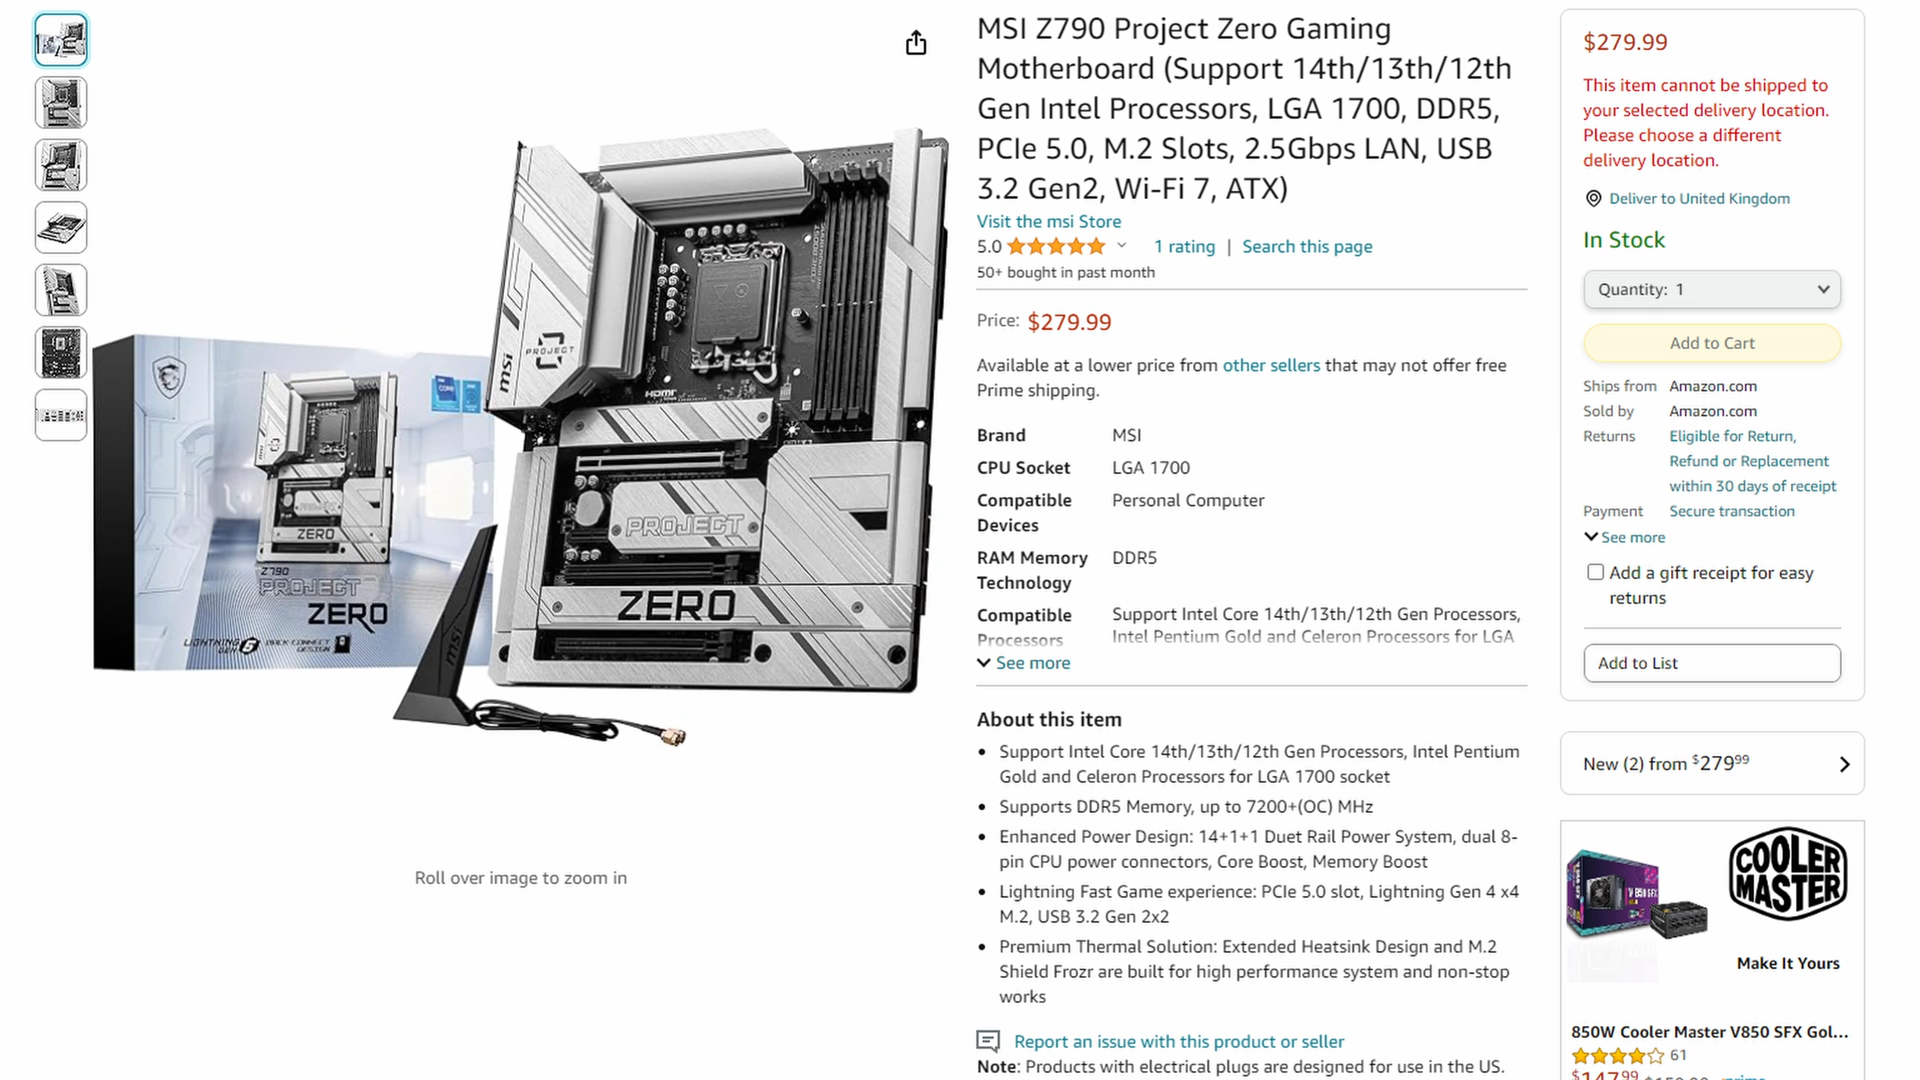 MSI Z790 Project Zero Gaming
Motherboard (Support 14th/13th/12th
Gen Intel Processors, LGA 1700, DDR5,
PCIe 5.0, M.2 Slots, 2.5Gbps LAN, USB
3.2 Gen2, Wi-Fi 7, ATX)
Visit the msi Store
5.0
1 rating | Search this page
50+ bought in past month
Price: $279.99
Available at a lower price from other sellers that may not offer free
Prime shipping.
Brand MSI
CPU Socket LGA 1700
Compatible Personal Computer
Devices
RAM Memory DDR5
Technology
Compatible Support Intel Core 14th/13th/12th Gen Processors,
Processors Intel Pentium Gold and Celeron Processors for LGA
See more
About this item
• Support Intel Core 14th/13th/12th Gen Processors, Intel Pentium
Gold and Celeron Processors for LGA 1700 socket
• Supports DDR5 Memory, up to 7200+(OC) MHz
• Enhanced Power Design: 14+1+1 Duet Rail Power System, dual 8-
pin CPU power connectors, Core Boost, Memory Boost
• Lightning Fast Game experience: PCIe 5.0 slot, Lightning Gen 4 x4
M.2, USB 3.2 Gen 2x2
• Premium Thermal Solution: Extended Heatsink Design and M.2
Shield Frozr are built for high performance system and non-stop
works
Report an issue with this product or seller
Note: Products with electrical plugs are designed for use in the US.
msi
PROJECT
HDMI
PROJECT
ZERO
ZERO
Z790
PROJECT
ZERO
LIGHTNING GEN 5
BACK CONNECT
DESIGN
msi
Roll over image to zoom in
$279.99
This item cannot be shipped to
your selected delivery location.
Please choose a different
delivery location.
Deliver to United Kingdom
In Stock
Quantity: 1
Add to Cart
Ships from Amazon.com
Sold by Amazon.com
Returns Eligible for Return,
Refund or Replacement
within 30 days of receipt
Payment Secure transaction
See more
Add a gift receipt for easy
returns
Add to List
New (2) from $279⁹⁹
COOLER
MASTER
V 850 SFX
Make It Yours
850W Cooler Master V850 SFX Gol...
61
$147⁹⁹